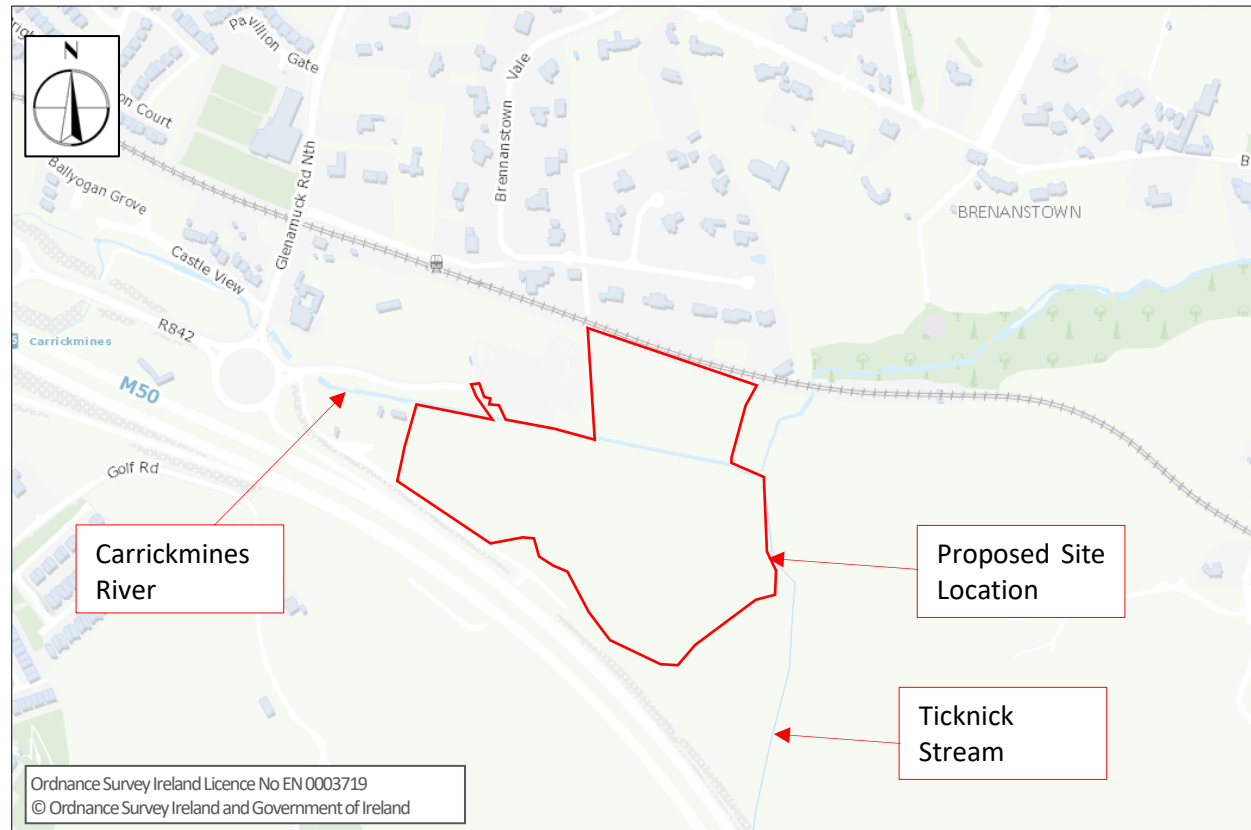 N
Pavillion
Gate
on Court
Ballyogan Grove
Castle View
R842
Carrickmines
M50
Golf Rd
Glenamuck Rd Nth
Brennanstown
Vale
BRENANSTOWN
B
Carrickmines
River
Proposed Site
Location
Ticknick
Stream
Ordnance Survey Ireland Licence No EN 0003719
© Ordnance Survey Ireland and Government of Ireland